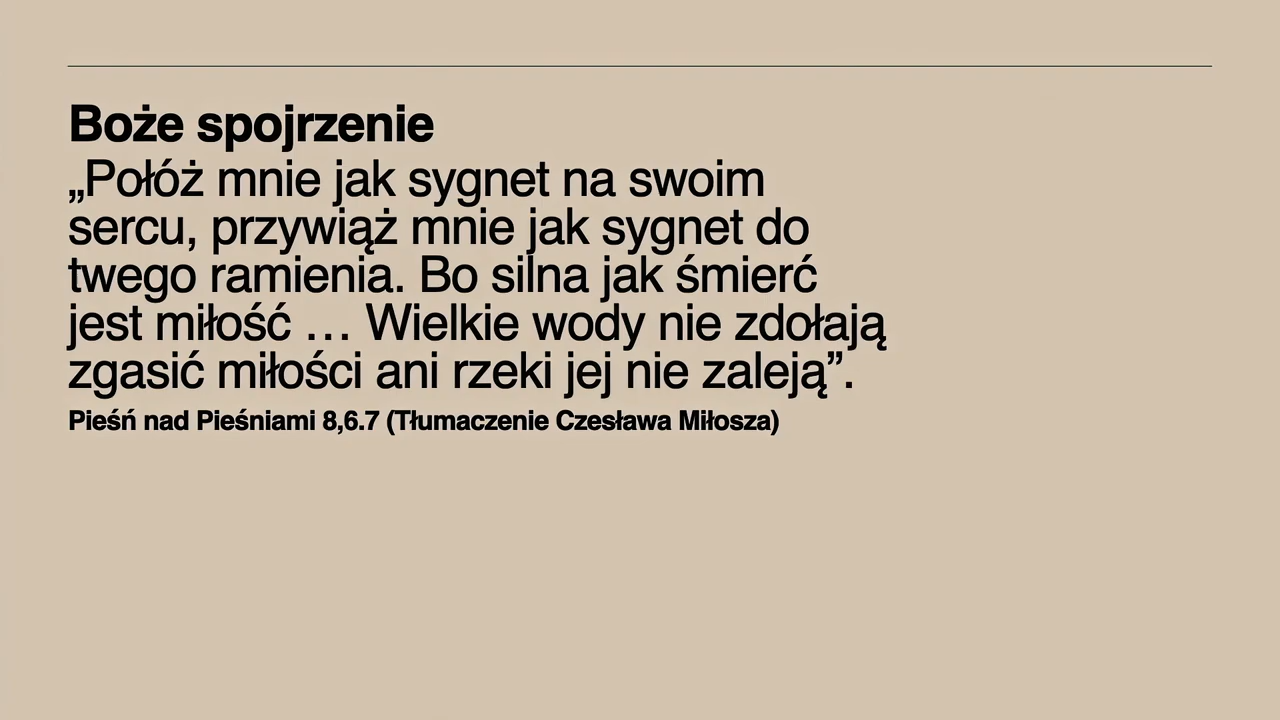 Boże spojrzenie
„Połóż mnie jak sygnet na swoim
sercu, przywiąż mnie jak sygnet do
twego ramienia. Bo silna jak śmierć
jest miłość … Wielkie wody nie zdołają
zgasić miłości ani rzeki jej nie zaleją”.
Pieśń nad Pieśniami 8,6.7 (Tłumaczenie Czesława Miłosza)